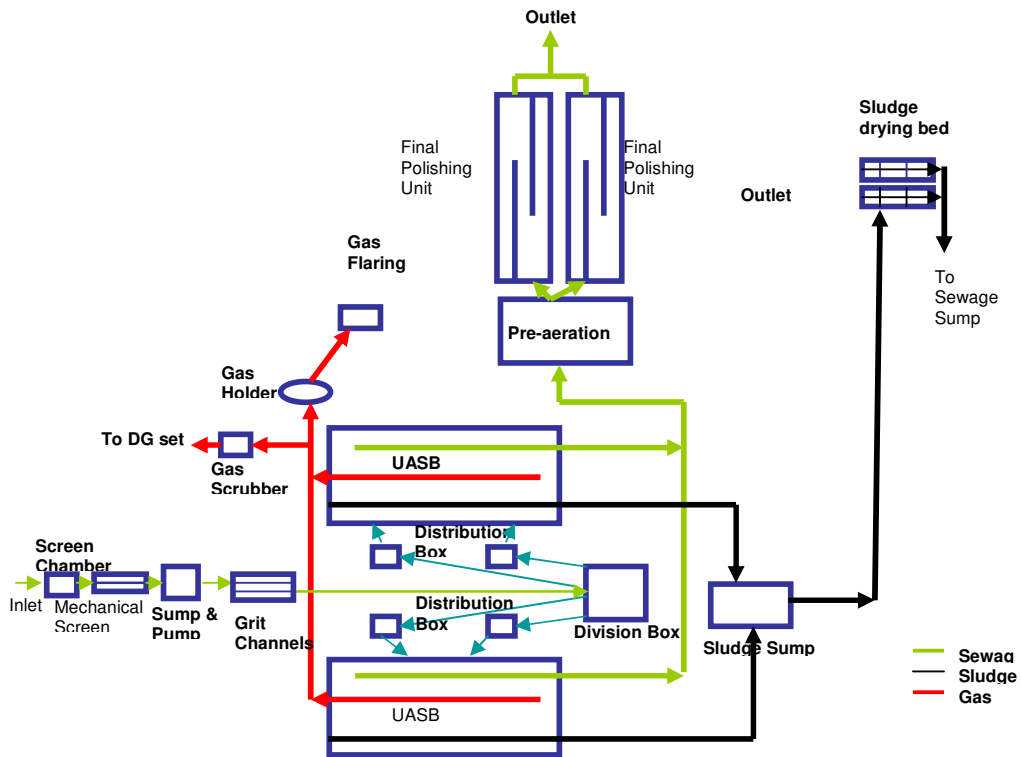 Outlet
Final
Polishing
Unit
Final
Polishing
Unit
Sludge
drying bed
Outlet
To
Sewage
Sump
Gas
Flaring
Pre-aeration
Gas
Holder
To DG set
Gas
Scrubber
UASB
Distribution
Box
Screen
Chamber
Inlet
Mechanical
Screen
Sump &
Pump
Grit
Channels
Distribution
Box
Division Box
Sludge Sump
UASB
Sewag
Sludge
Gas